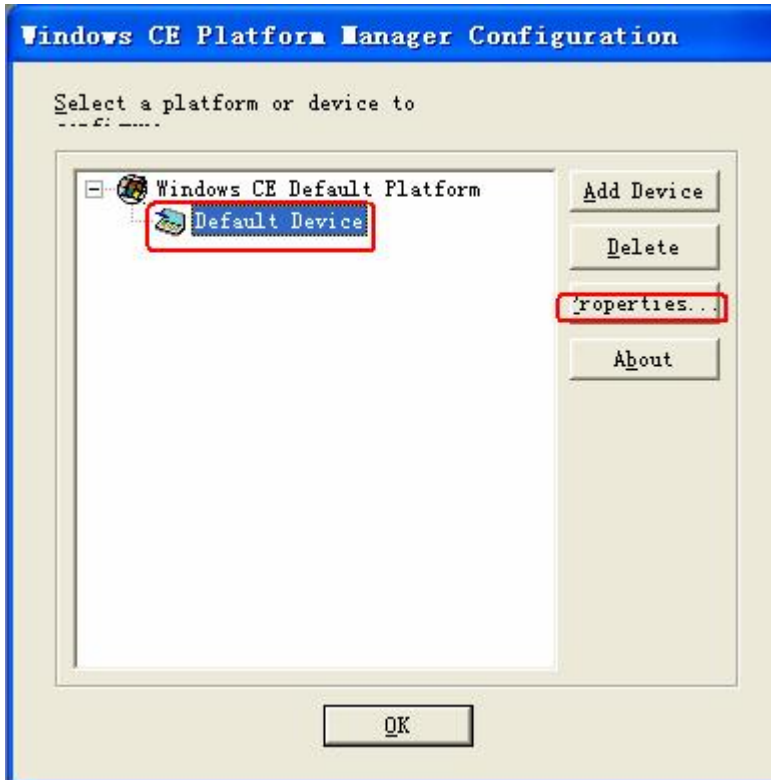 Windows CE Platform Manager Configuration
Select a platform or device to
Windows CE Default Platform
Default Device
Add Device
Delete
roperties...
About
OK